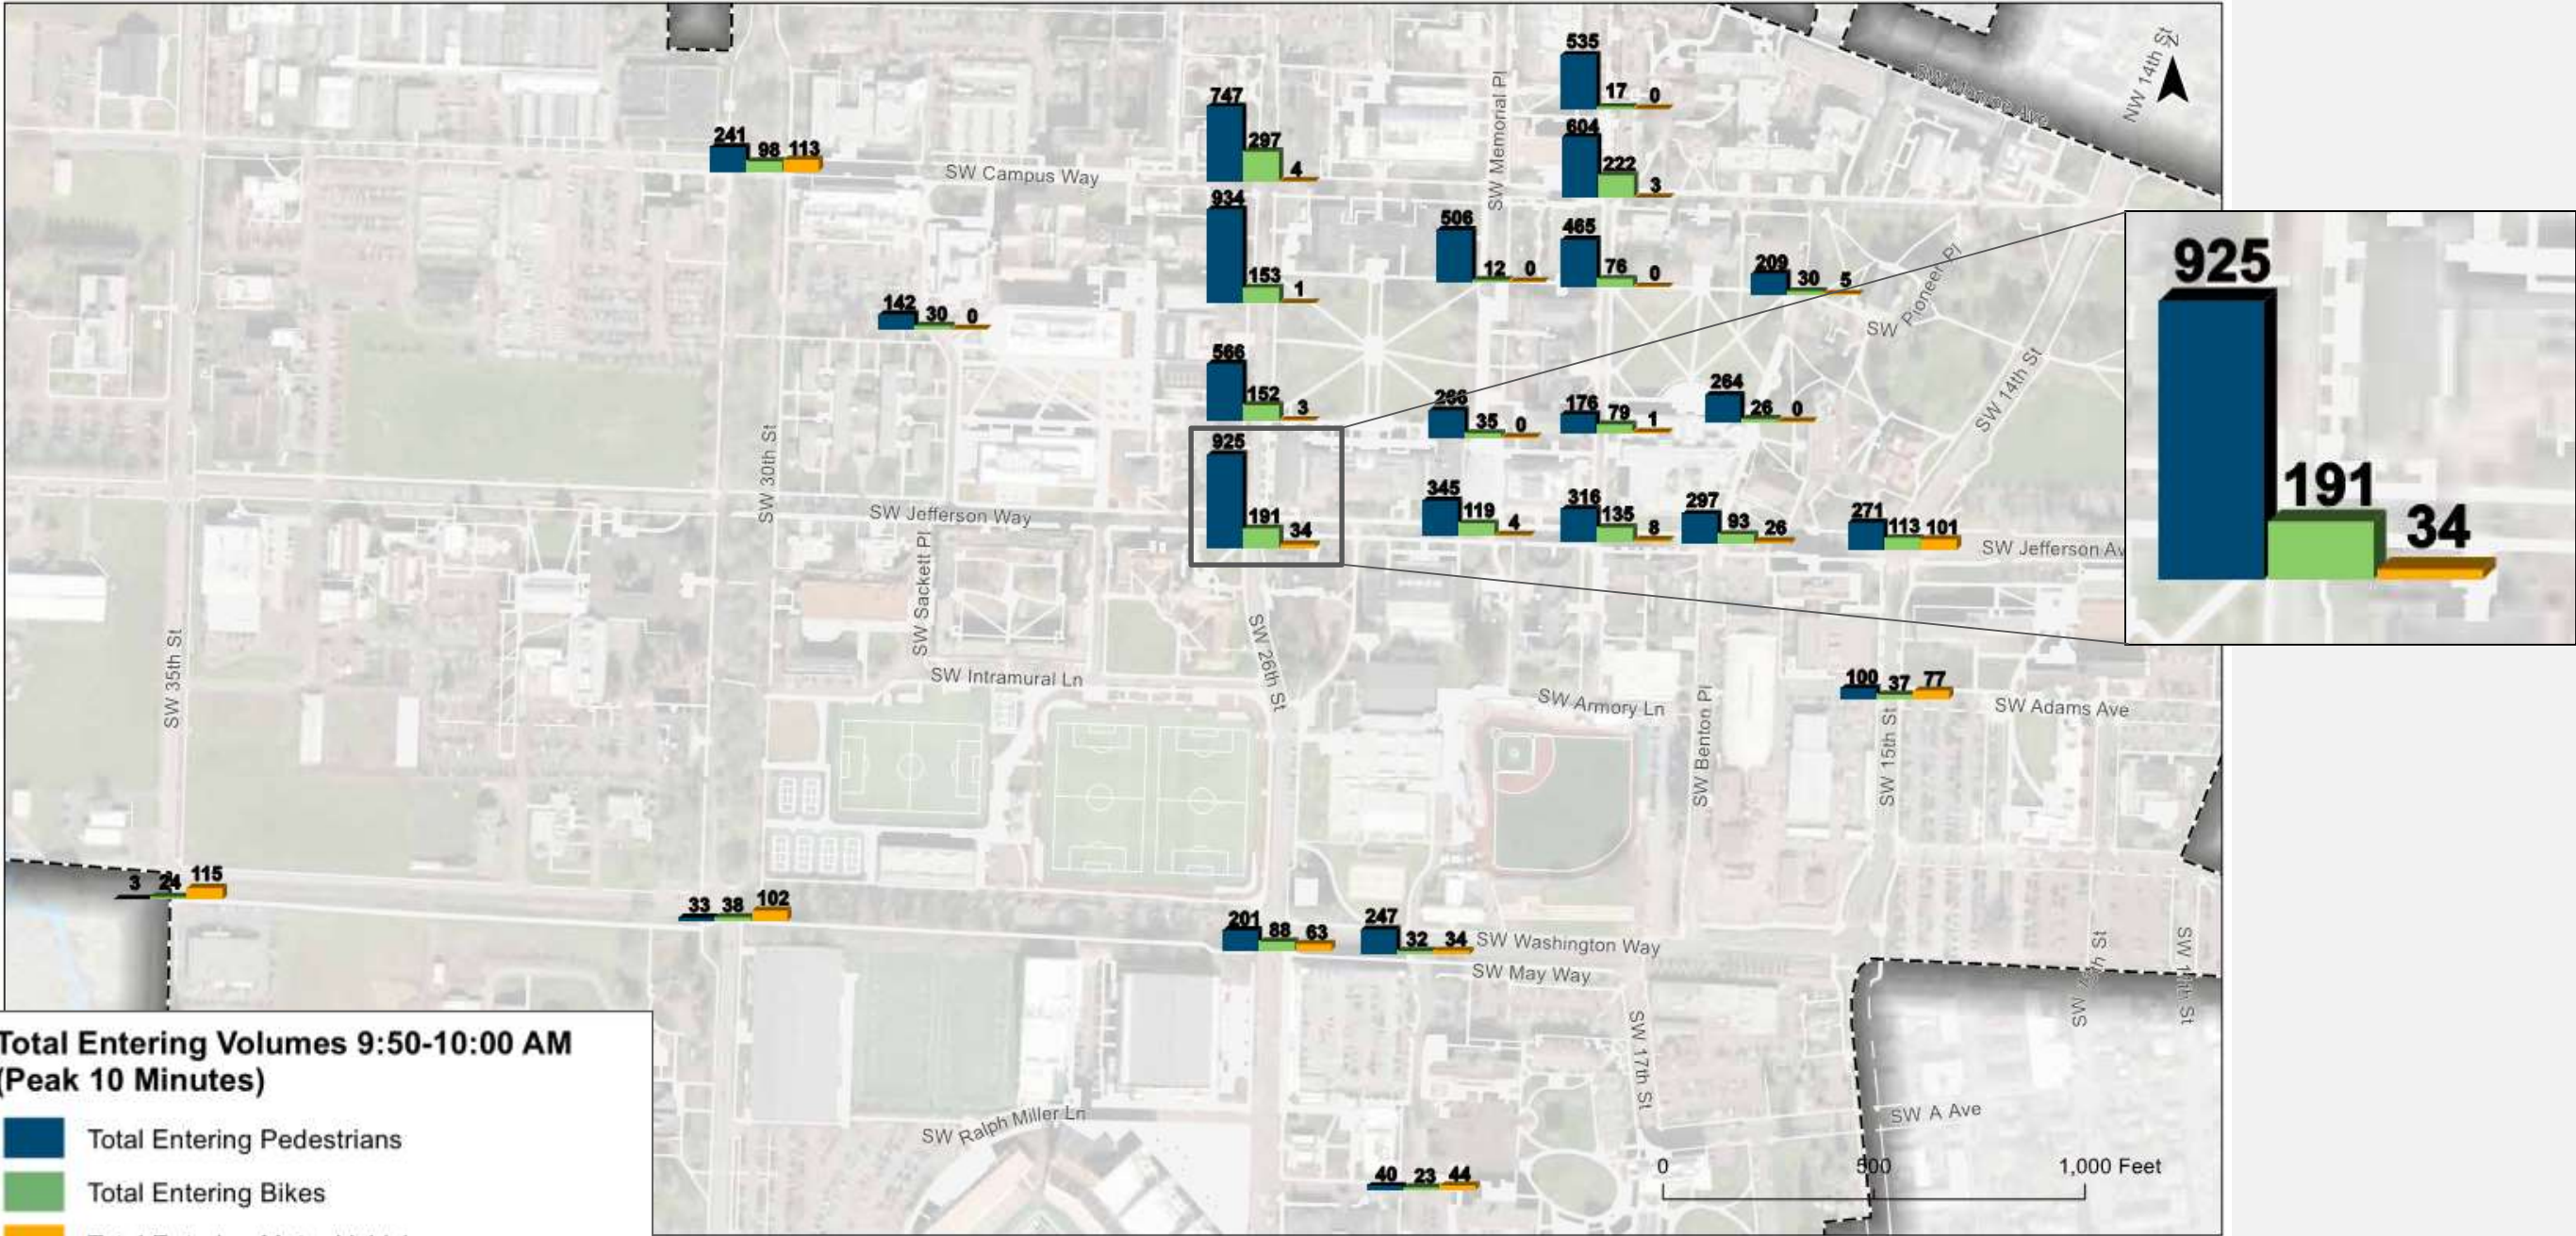 535
17
0
747
297
4
604
222
3
241
98
113
SW Campus Way
SW Memorial Pl
SW Monroe Ave
NW 14th St
934
153
1
506
12
0
465
76
0
209
30
5
SW Pioneer Pl
142
30
0
925
191
34
566
152
3
35
0
176
79
1
264
26
0
SW 14th St
925
191
34
SW 30th St
SW Jefferson Way
345
119
4
316
135
8
297
93
26
271
113
101
SW Jefferson Av
SW Sackett Pl
SW 35th St
SW Intramural Ln
SW 26th St
SW Armory Ln
SW Benton Pl
100
37
77
SW Adams Ave
SW 15th St
3
24
115
33
38
102
201
88
63
247
32
34
SW Washington Way
SW May Way
SW 17th St
SW Ralph Miller Ln
SW A Ave
40
23
44
0
500
1,000 Feet
Total Entering Volumes 9:50-10:00 AM
(Peak 10 Minutes)
Total Entering Pedestrians
Total Entering Bikes